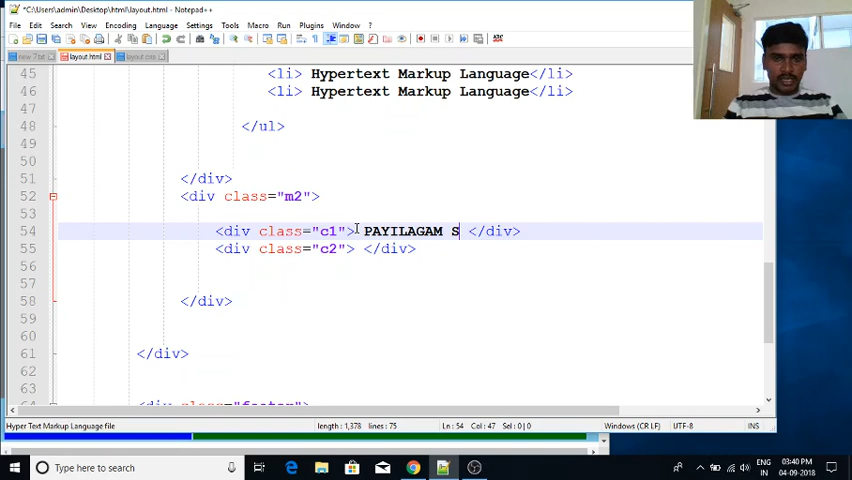 *C:\Users\admin\Desktop\html\layout.html - Notepad++
File Edit Search View Encoding Language Settings Tools Macro Run Plugins Window ?
layout.html layout.css
45 <li> Hypertext Markup Language</li>
46 <li> Hypertext Markup Language</li>
47
48 </ul>
49
50
51 </div>
52 <div class="m2">
53
54 <div class="c1"> PAYILAGAM S </div>
55 <div class="c2"> </div>
56
57
58 </div>
59
60
61 </div>
62
63
Hyper Text Markup Language file length : 1,378 lines : 75 Ln : 54 Col : 47 Sel : 0 | 0 Windows (CR LF) UTF-8 INS
Type here to search
ENG 03:40 PM
IN 04-09-2018